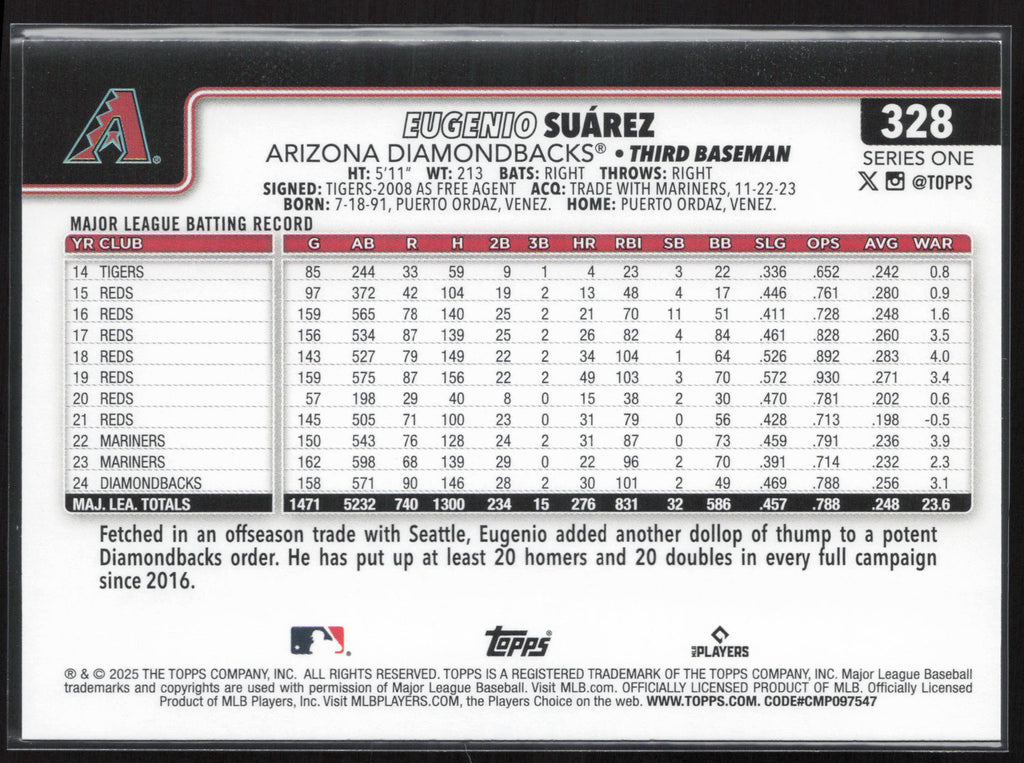 328
EUGENIO SUÁREZ
ARIZONA DIAMONDBACKS® • THIRD BASEMAN
SERIES ONE
HT: 5'11" WT: 213 BATS: RIGHT THROWS: RIGHT
@TOPPS
SIGNED: TIGERS-2008 AS FREE AGENT ACQ: TRADE WITH MARINERS, 11-22-23
BORN: 7-18-91, PUERTO ORDAZ, VENEZ. HOME: PUERTO ORDAZ, VENEZ.
MAJOR LEAGUE BATTING RECORD
YR CLUB G AB R H 2B 3B HR RBI SB BB SLG OPS AVG WAR
14 TIGERS 85 244 33 59 9 1 4 23 3 22 .336 .652 .242 0.8
15 REDS 97 372 42 104 19 2 13 48 4 17 .446 .761 .280 0.9
16 REDS 159 565 78 140 25 2 21 70 11 51 .411 .728 .248 1.6
17 REDS 156 534 87 139 25 2 26 82 4 84 .461 .828 .260 3.5
18 REDS 143 527 79 149 22 2 34 104 1 64 .526 .892 .283 4.0
19 REDS 159 575 87 156 22 2 49 103 3 70 .572 .930 .271 3.4
20 REDS 57 198 29 40 8 0 15 38 2 30 .470 .781 .202 0.6
21 REDS 145 505 71 100 23 0 31 79 0 56 .428 .713 .198 -0.5
22 MARINERS 150 543 76 128 24 2 31 87 0 73 .459 .791 .236 3.9
23 MARINERS 162 598 68 139 29 0 22 96 2 70 .391 .714 .232 2.3
24 DIAMONDBACKS 158 571 90 146 28 2 30 101 2 49 .469 .788 .256 3.1
MAJ. LEA. TOTALS 1471 5232 740 1300 234 15 276 831 32 586 .457 .788 .248 23.6
Fetched in an offseason trade with Seattle, Eugenio added another dollop of thump to a potent
Diamondbacks order. He has put up at least 20 homers and 20 doubles in every full campaign
since 2016.
Topps® MLB PLAYERS
® & © 2025 THE TOPPS COMPANY, INC. ALL RIGHTS RESERVED. TOPPS IS A REGISTERED TRADEMARK OF THE TOPPS COMPANY, INC. Major League Baseball
trademarks and copyrights are used with permission of Major League Baseball. Visit MLB.com. OFFICIALLY LICENSED PRODUCT OF MLB. Officially Licensed
Product of MLB Players, Inc. Visit MLBPLAYERS.COM, the Players Choice on the web. WWW.TOPPS.COM. CODE#CMP097547